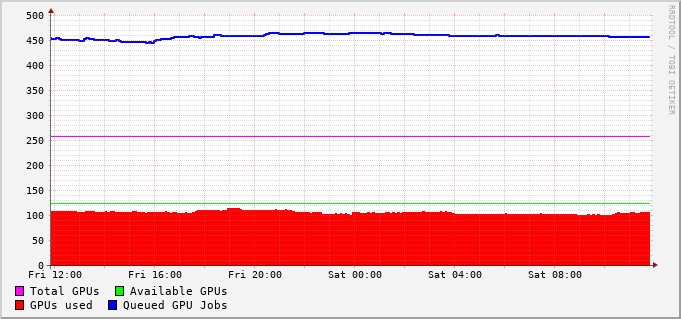 500
450
400
350
300
250
200
150
100
50
0
Fri 12:00 Fri 16:00 Fri 20:00 Sat 00:00 Sat 04:00 Sat 08:00
Total GPUs Available GPUs
GPUs used Queued GPU Jobs
RRDTOOL / TOBI OETIKER